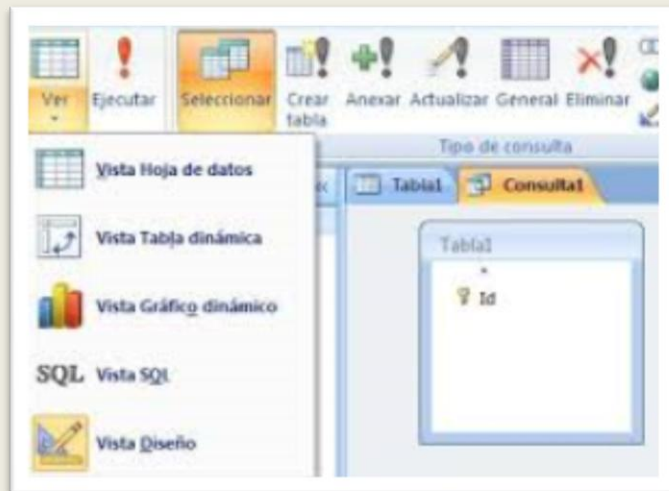 Ver Ejecutar Seleccionar Crear tabla Anexar Actualizar General Eliminar
Tipo de consulta
Vista Hoja de datos
Tabla1 Consulta1
Vista Tabla dinámica
Tabla1
*
Id
Vista Gráfico dinámico
SQL Vista SQL
Vista Diseño